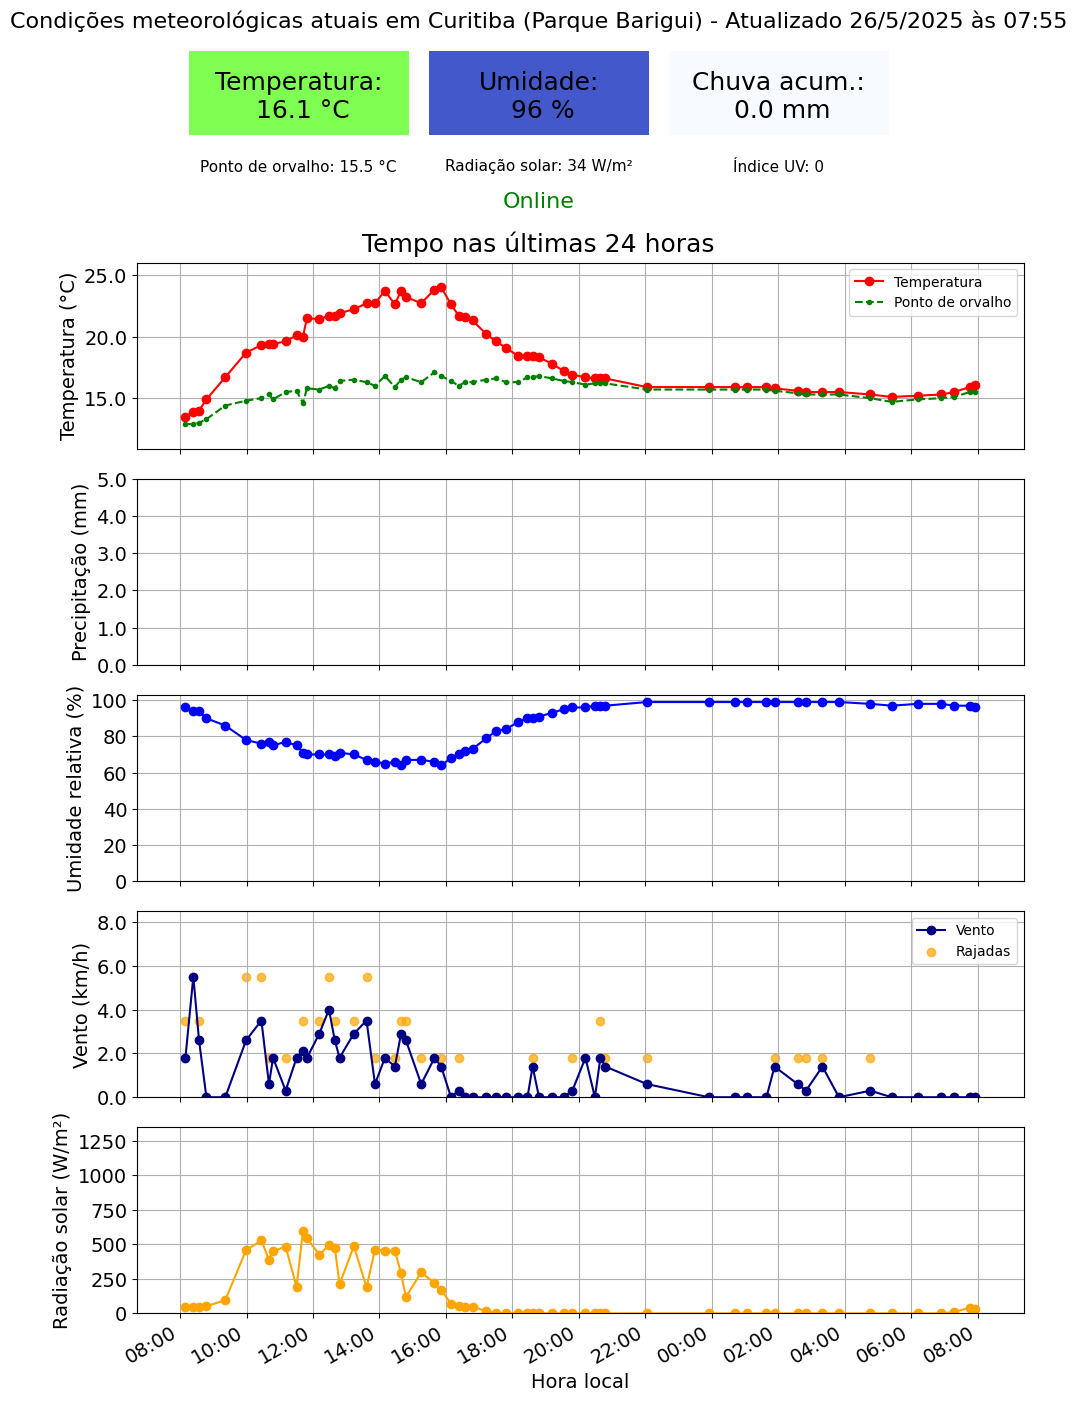 Condições meteorológicas atuais em Curitiba (Parque Barigui) - Atualizado 26/5/2025 às 07:55
Temperatura:
16.1 °C
Umidade:
96 %
Chuva acum.:
0.0 mm
Ponto de orvalho: 15.5 °C
Radiação solar: 34 W/m²
Índice UV: 0
Online
Tempo nas últimas 24 horas
Temperatura (°C)
25.0
20.0
15.0
Temperatura
Ponto de orvalho
Precipitação (mm)
5.0
4.0
3.0
2.0
1.0
0.0
Umidade relativa (%)
100
80
60
40
20
0
Vento (km/h)
8.0
6.0
4.0
2.0
0.0
Vento
Rajadas
Radiação solar (W/m²)
1250
1000
750
500
250
0
08:00
10:00
12:00
14:00
16:00
18:00
20:00
22:00
00:00
02:00
04:00
06:00
08:00
Hora local